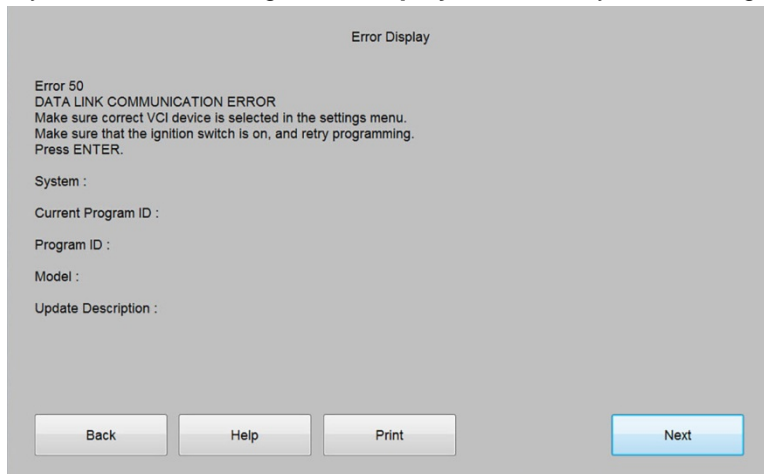 Error Display
Error 50
DATA LINK COMMUNICATION ERROR
Make sure correct VCI device is selected in the settings menu.
Make sure that the ignition switch is on, and retry programming.
Press ENTER.
System :
Current Program ID :
Program ID :
Model :
Update Description :
Back
Help
Print
Next